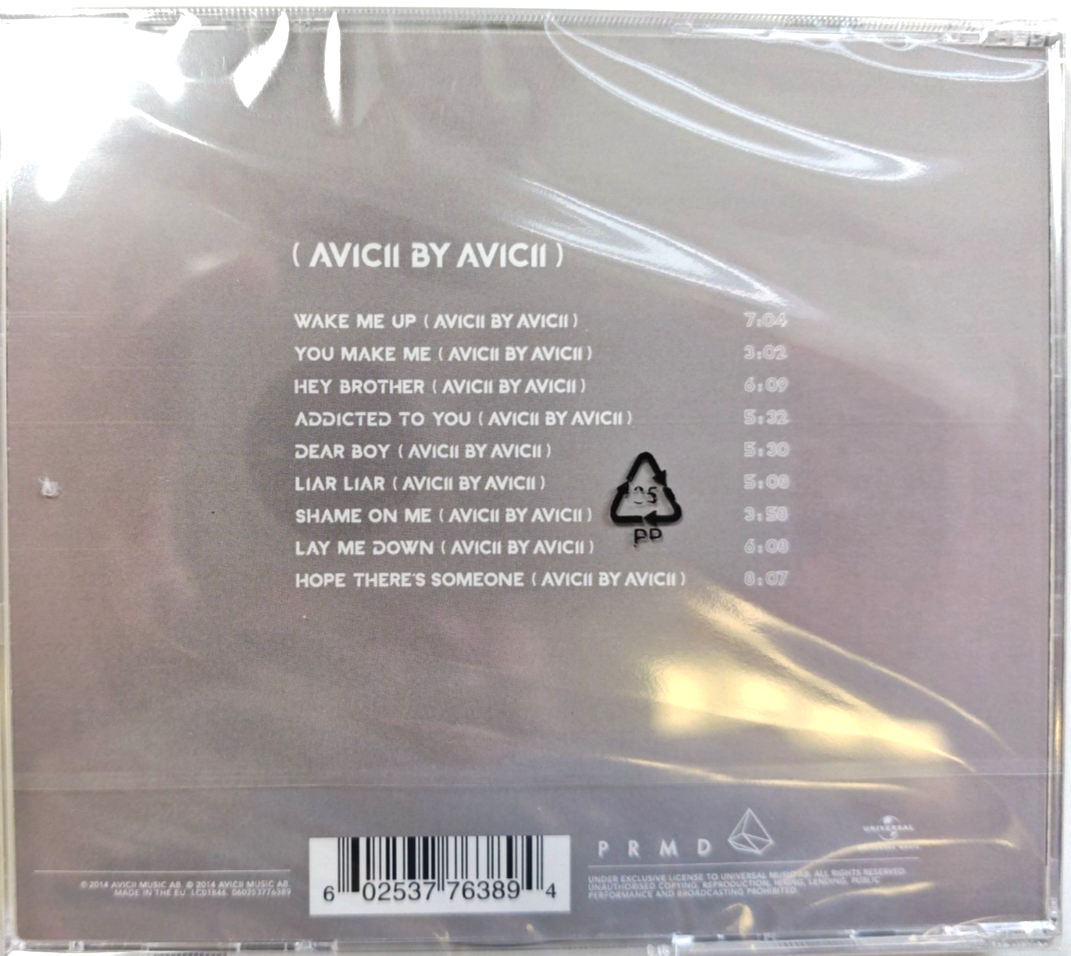 ( AVICII BY AVICII )
WAKE ME UP ( AVICII BY AVICII ) 7:04
YOU MAKE ME ( AVICII BY AVICII ) 3:02
HEY BROTHER ( AVICII BY AVICII ) 6:09
ADDICTED TO YOU ( AVICII BY AVICII ) 5:32
DEAR BOY ( AVICII BY AVICII ) 5:30
LIAR LIAR ( AVICII BY AVICII ) 5:08
SHAME ON ME ( AVICII BY AVICII ) 3:58
LAY ME DOWN ( AVICII BY AVICII ) 6:08
HOPE THERE'S SOMEONE ( AVICII BY AVICII ) 8:07
PP
PRMD
UNIVERSAL
UNIVERSAL MUSIC
℗ 2014 AVICII MUSIC AB. © 2014 AVICII MUSIC AB.
MADE IN THE EU LC01846 060253776389
6 02537 76389 4
UNDER EXCLUSIVE LICENSE TO UNIVERSAL MUSIC AB. ALL RIGHTS RESERVED.
UNAUTHORISED COPYING, REPRODUCTION, HIRING, LENDING, PUBLIC
PERFORMANCE AND BROADCASTING PROHIBITED.